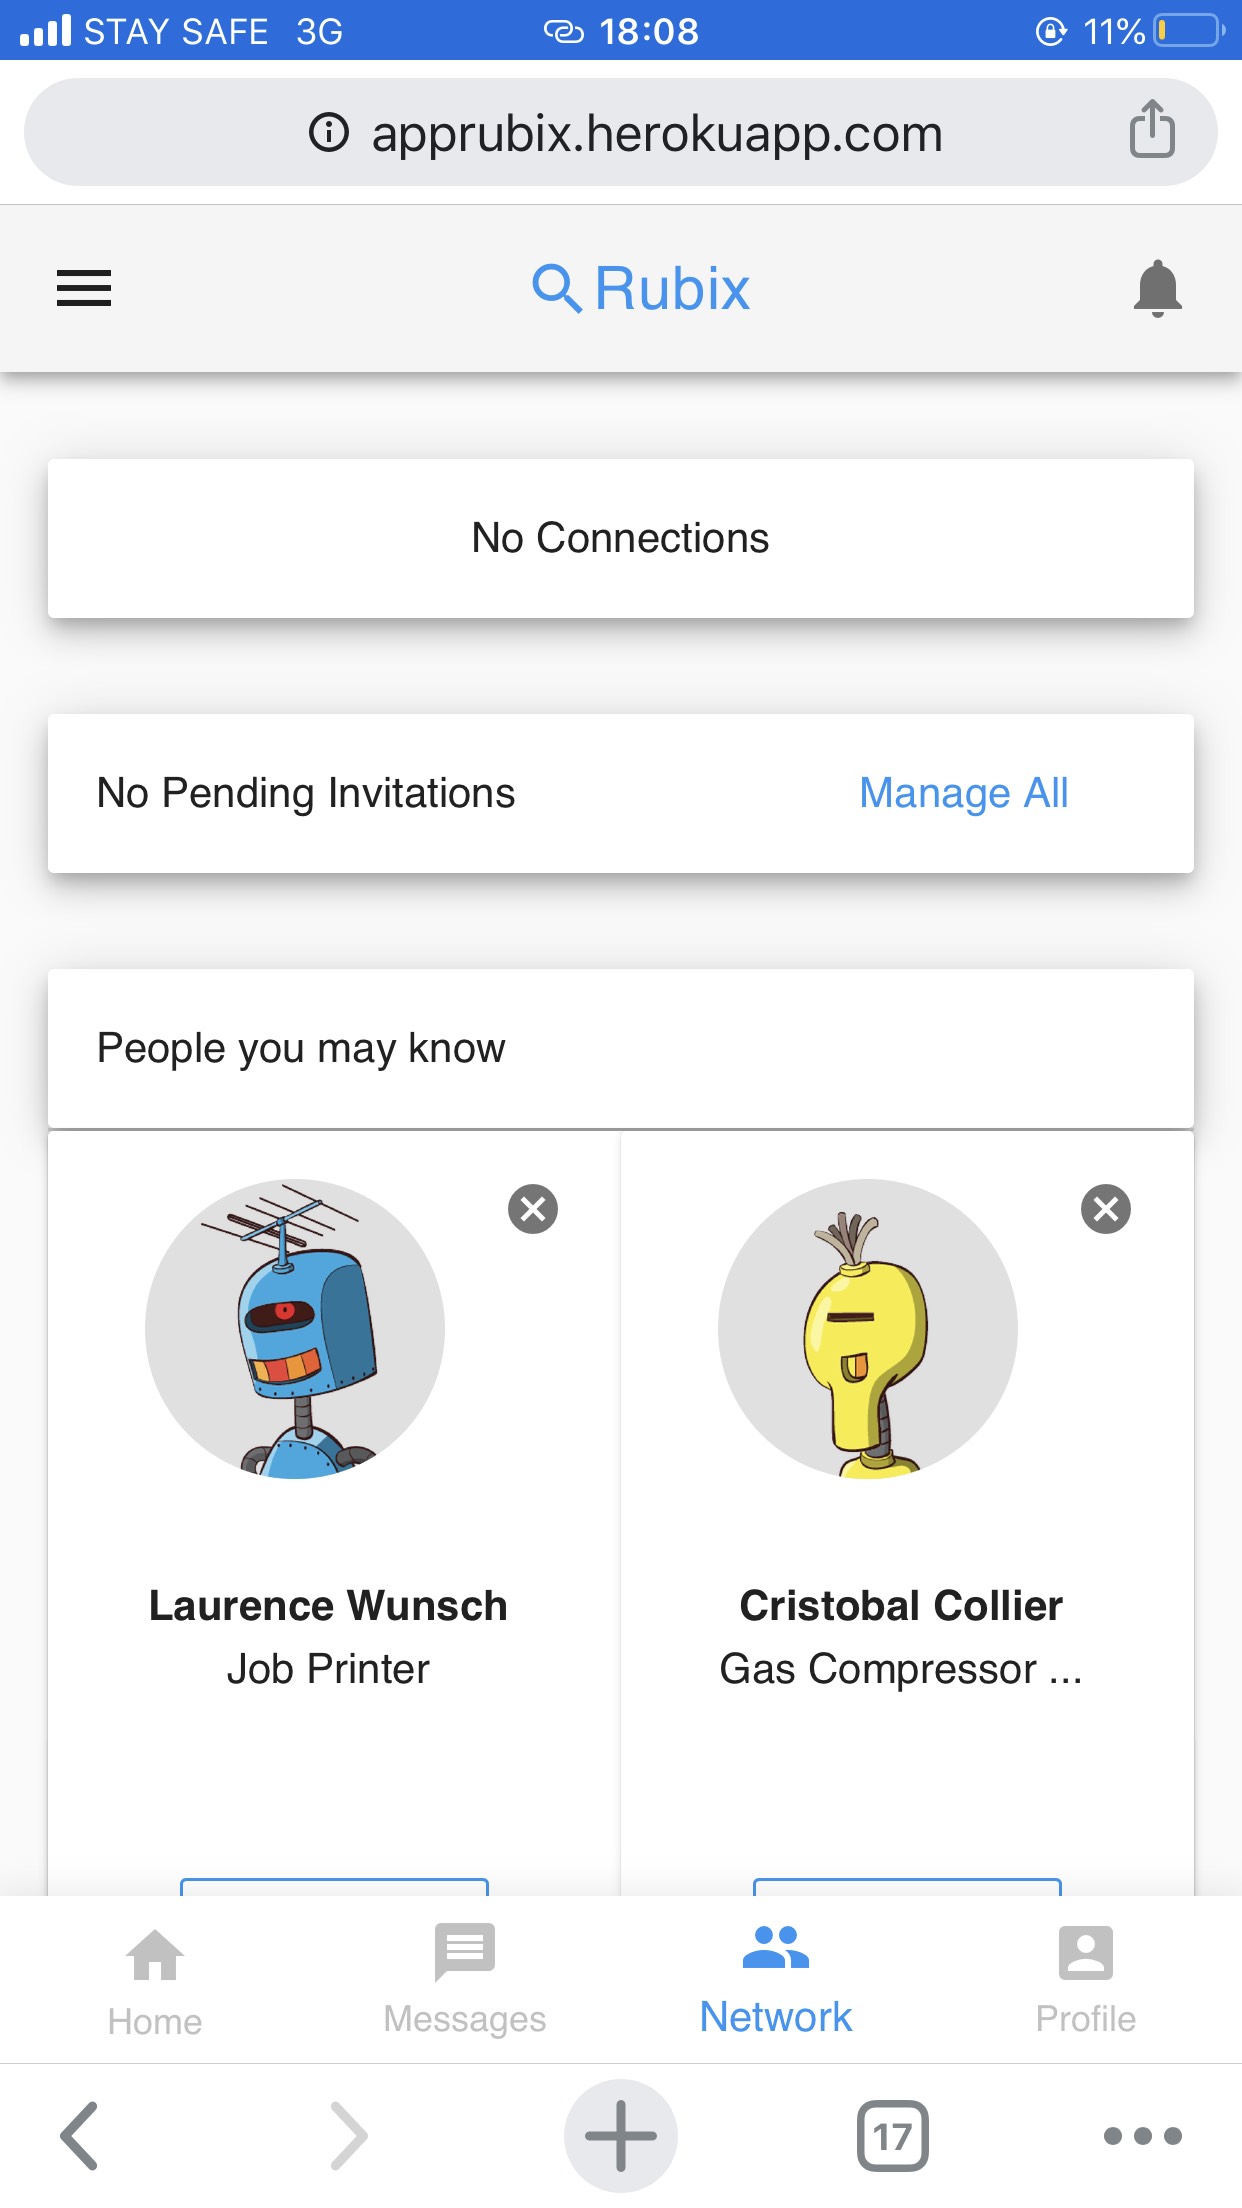 STAY SAFE 3G 18:08 11%
apprubix.herokuapp.com
Rubix
No Connections
No Pending Invitations Manage All
People you may know
Laurence Wunsch Cristobal Collier
Job Printer Gas Compressor ...
Home Messages Network Profile
17